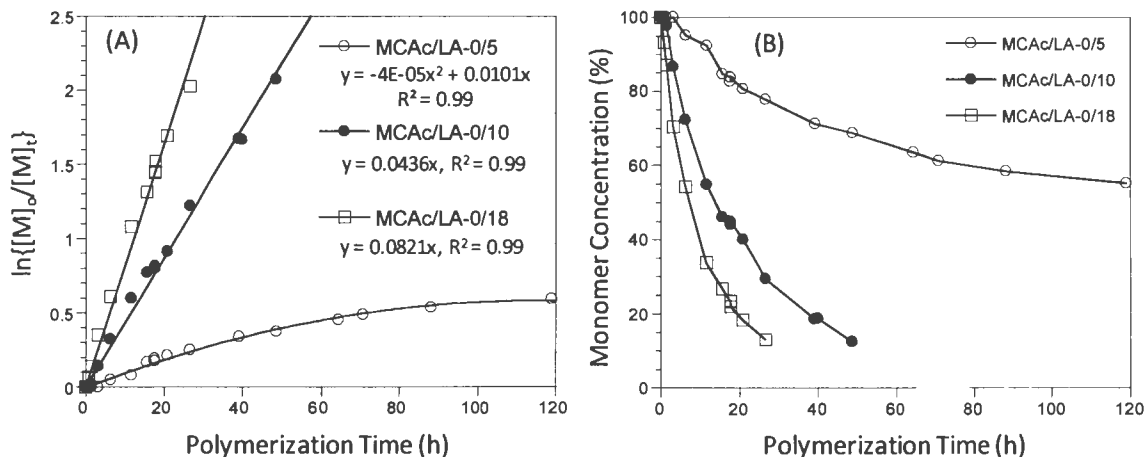 (A)
ln{[M]ₒ/[M]ₜ}
2.5
2
1.5
1
0.5
0
MCAc/LA-0/5
y = -4E-05x² + 0.0101x
R² = 0.99
MCAc/LA-0/10
y = 0.0436x, R² = 0.99
MCAc/LA-0/18
y = 0.0821x, R² = 0.99
0 20 40 60 80 100 120
Polymerization Time (h)
(B)
Monomer Concentration (%)
100
80
60
40
20
0
MCAc/LA-0/5
MCAc/LA-0/10
MCAc/LA-0/18
0 20 40 60 80 100 120
Polymerization Time (h)